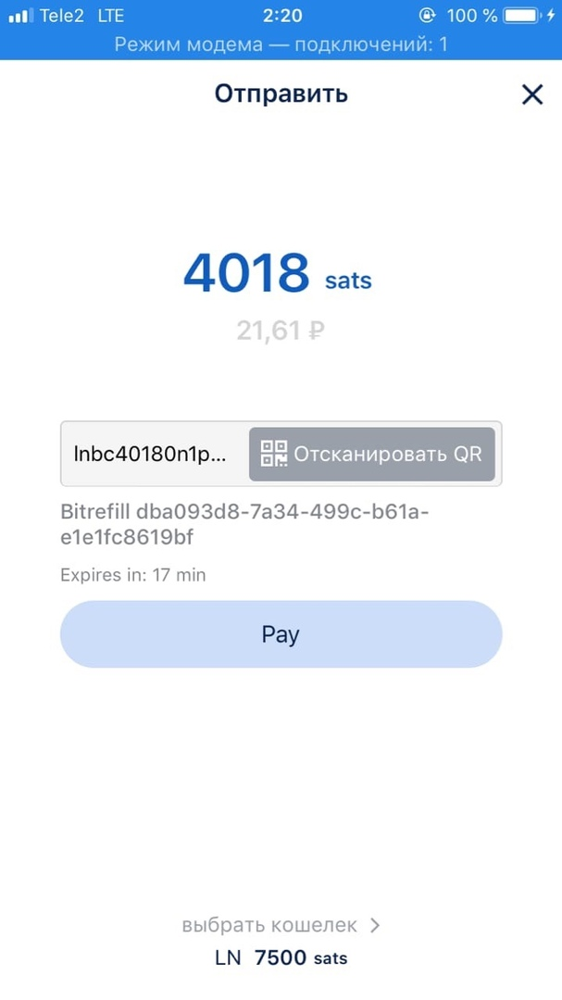 Tele2 LTE 2:20 100 %
Режим модема — подключений: 1
Отправить
4018 sats
21,61 ₽
lnbc40180n1p... Отсканировать QR
Bitrefill dba093d8-7a34-499c-b61a-
e1e1fc8619bf
Expires in: 17 min
Pay
выбрать кошелек
LN 7500 sats